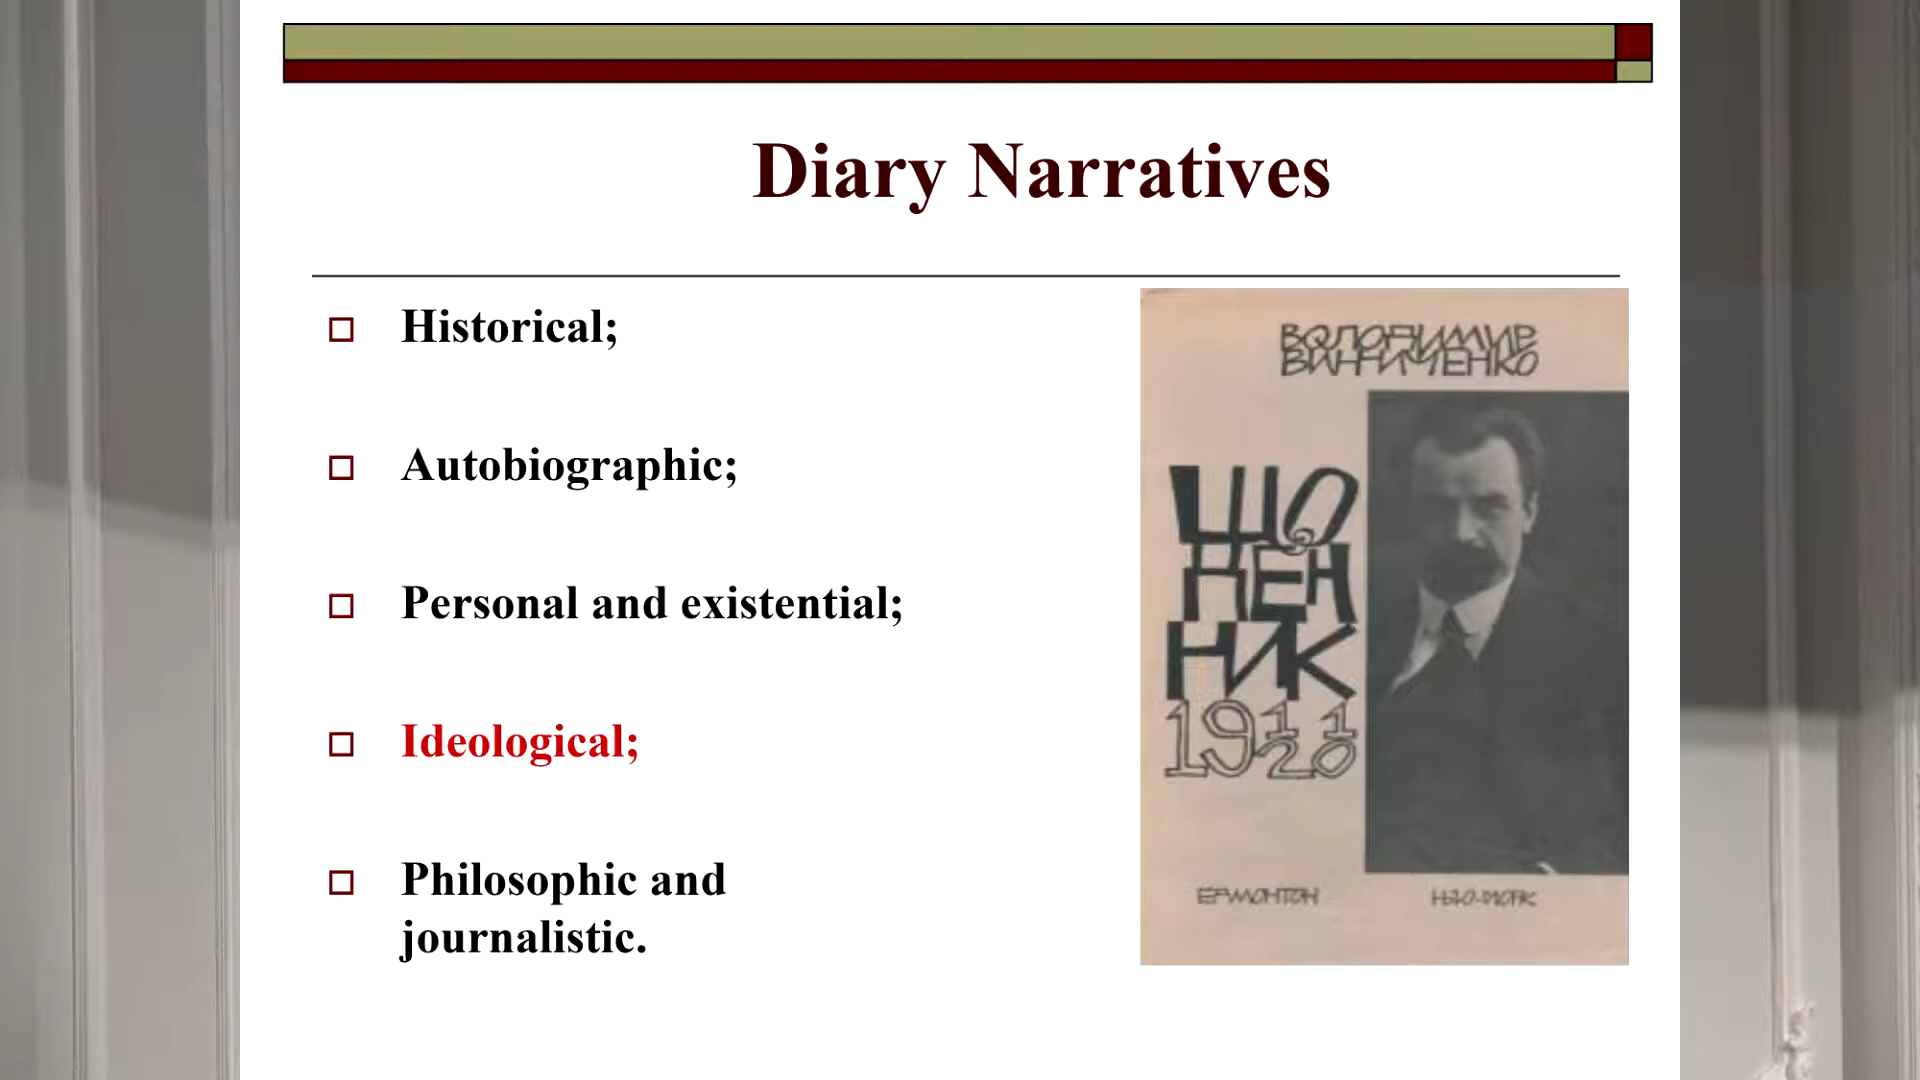 Diary Narratives
Historical;
Autobiographic;
Personal and existential;
Ideological;
Philosophic and
journalistic.
ВОЛОДИМИР
ВИННИЧЕНКО
ЩО
ДЕН
НИК
1911
20
ЕДМОНТОН НЬЮ-ЙОРК